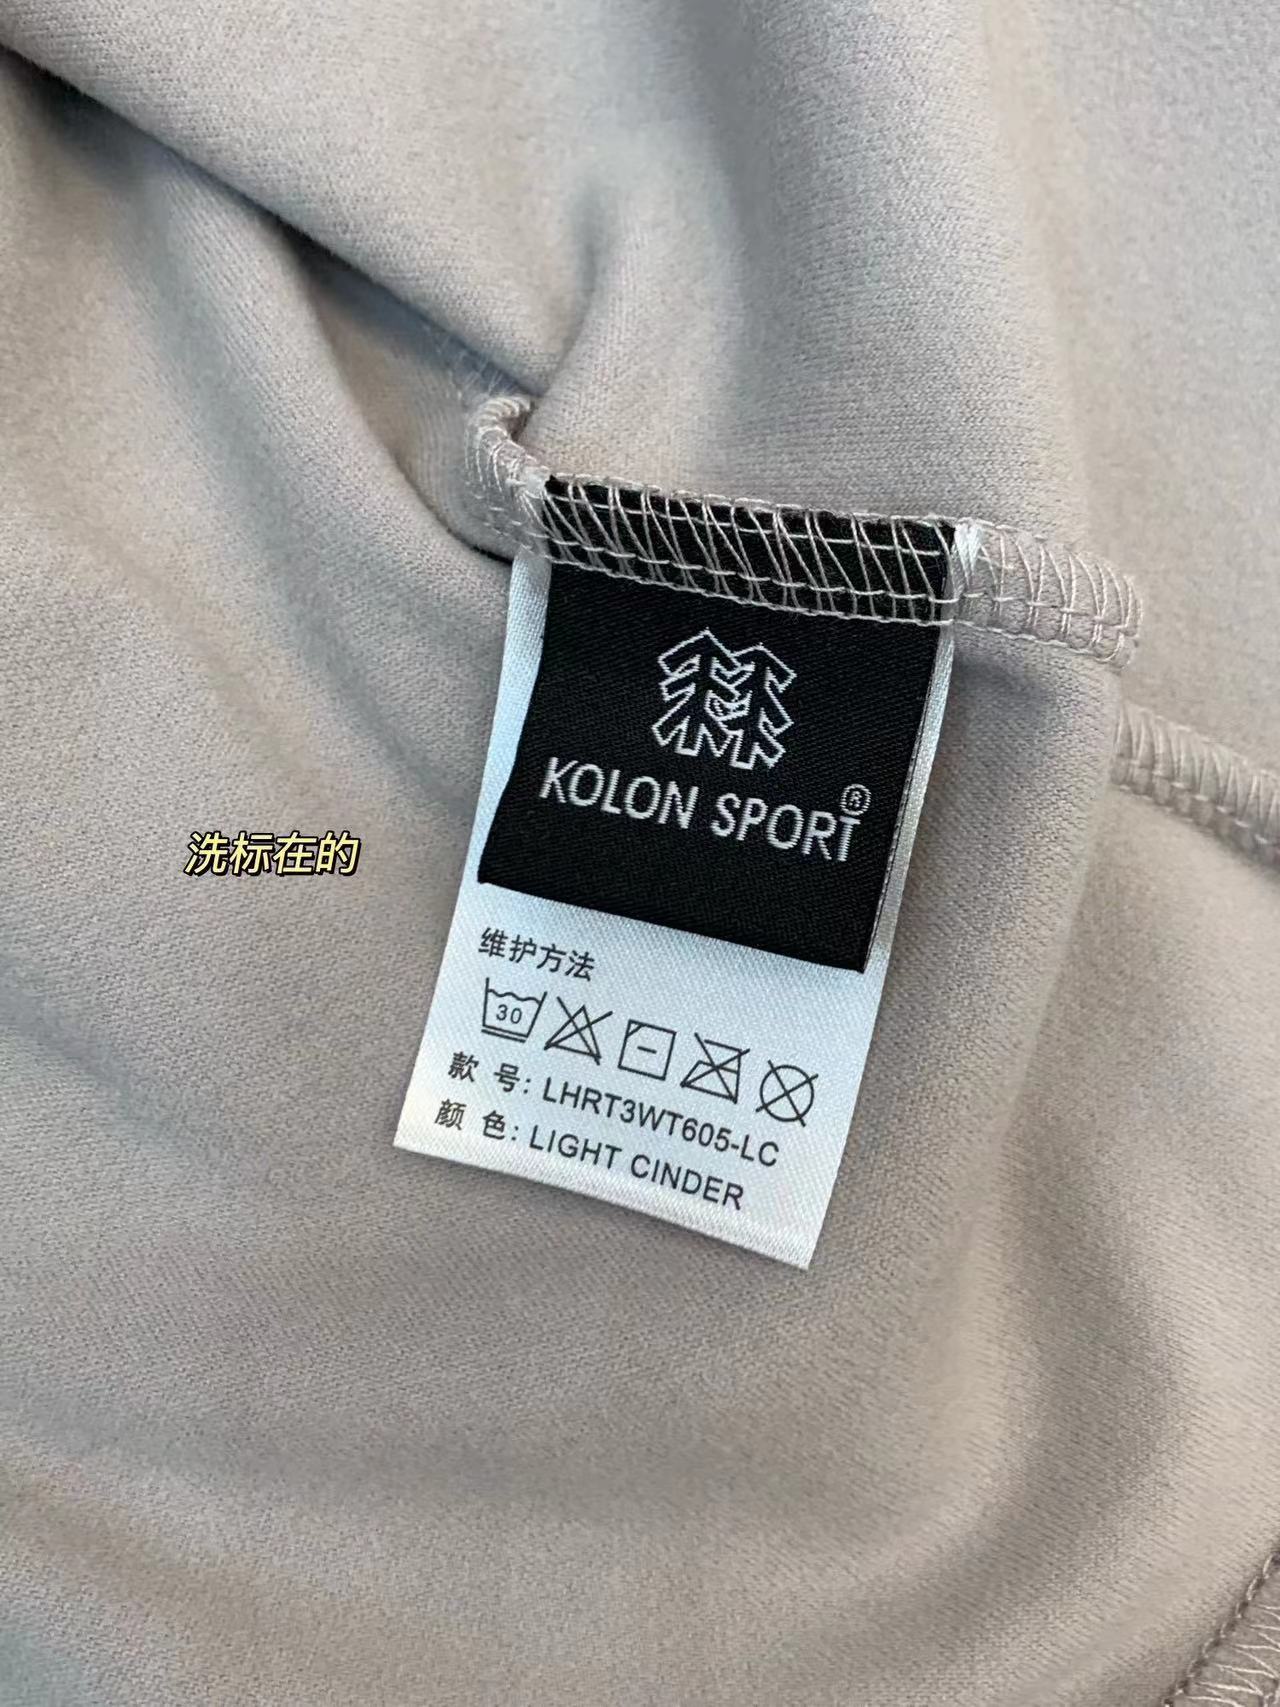 KOLON SPORT®
洗标在的
维护方法
30
款 号: LHRT3WT605-LC
颜 色: LIGHT CINDER